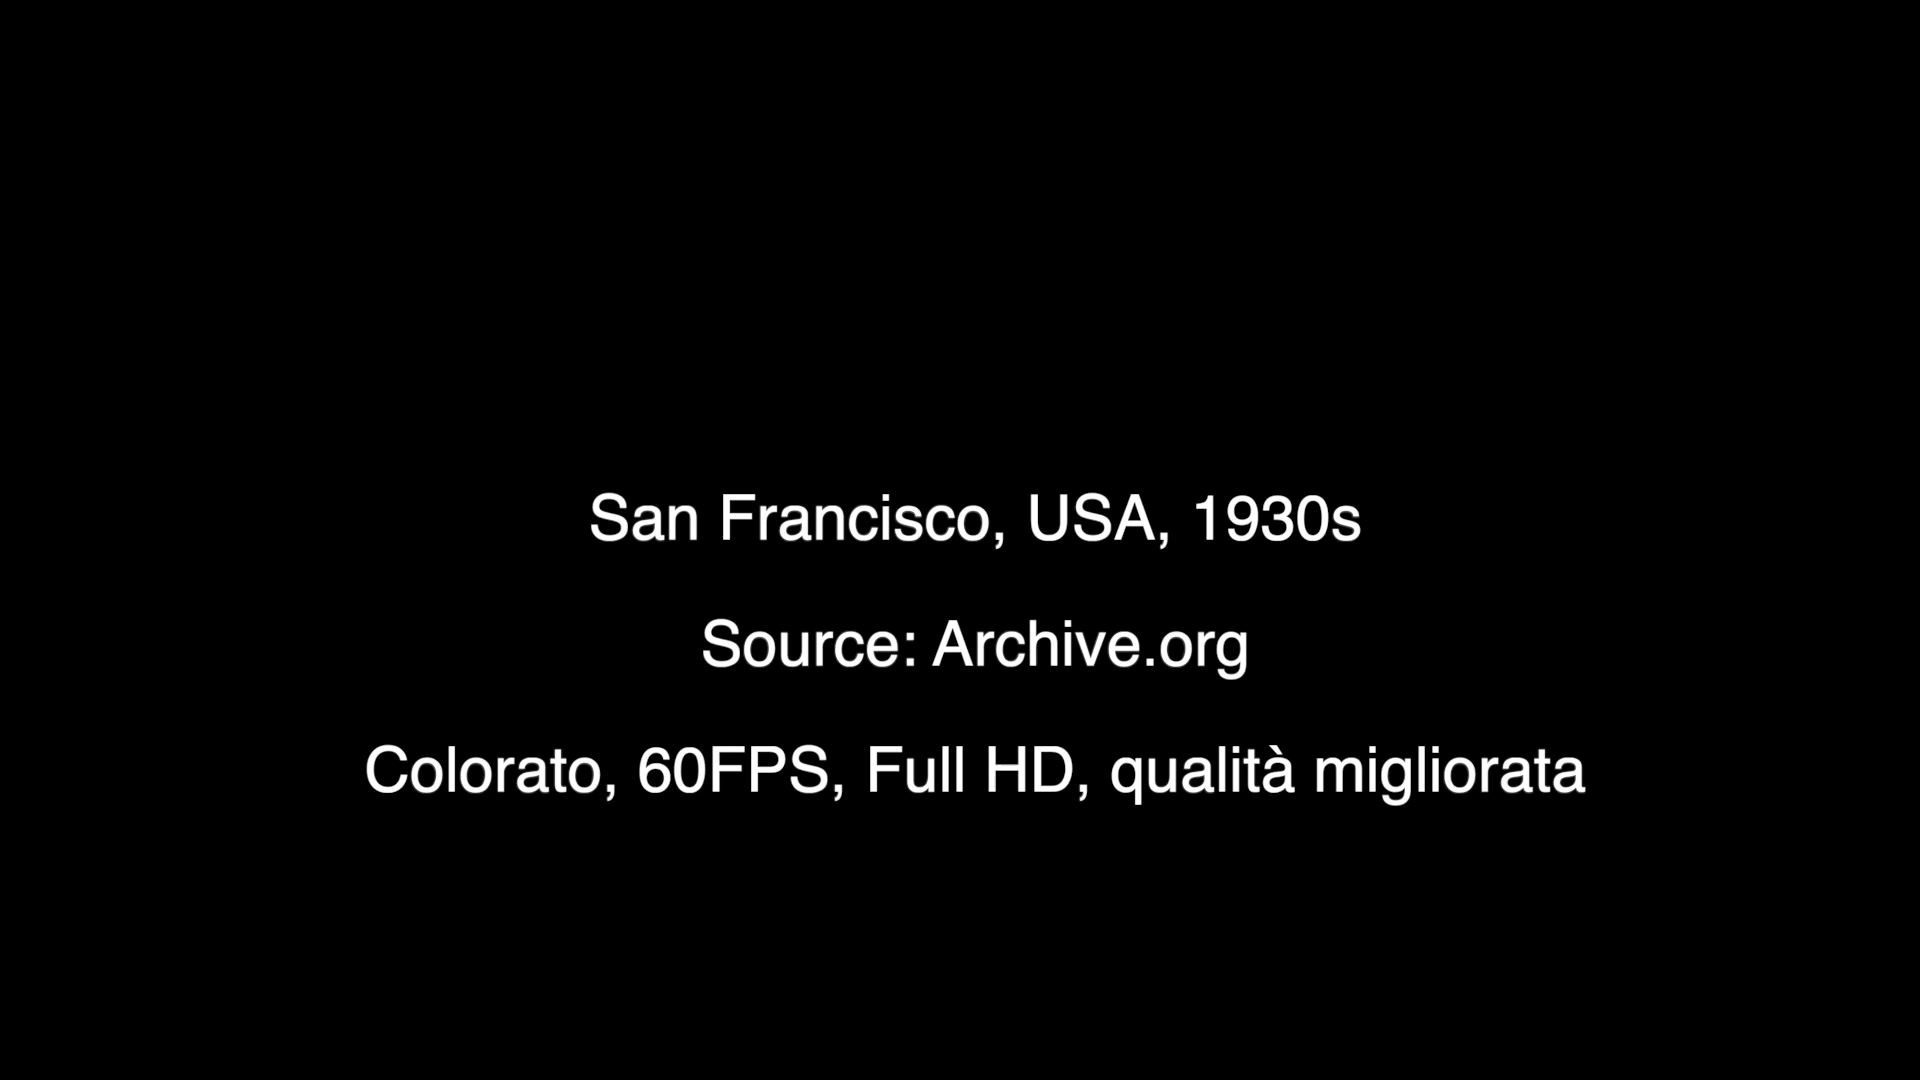 San Francisco, USA, 1930s
Source: Archive.org
Colorato, 60FPS, Full HD, qualità migliorata